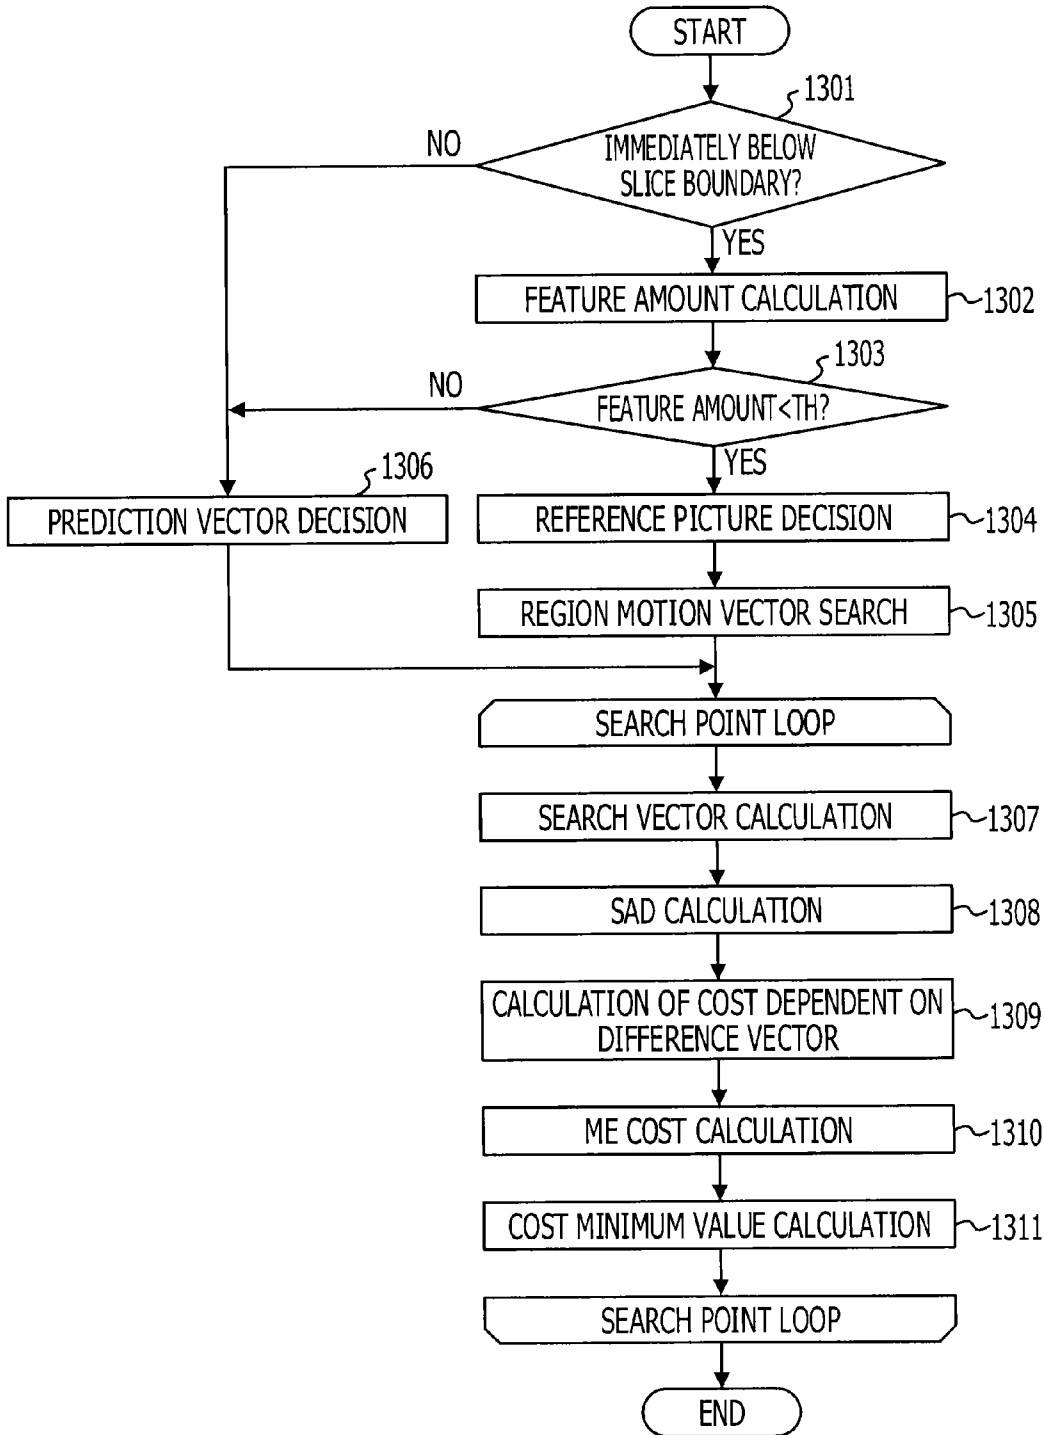 START
1301
IMMEDIATELY BELOW
SLICE BOUNDARY?
NO
YES
FEATURE AMOUNT CALCULATION
1302
1303
FEATURE AMOUNT<TH?
NO
YES
1306
PREDICTION VECTOR DECISION
REFERENCE PICTURE DECISION
1304
REGION MOTION VECTOR SEARCH
1305
SEARCH POINT LOOP
SEARCH VECTOR CALCULATION
1307
SAD CALCULATION
1308
CALCULATION OF COST DEPENDENT ON
DIFFERENCE VECTOR
1309
ME COST CALCULATION
1310
COST MINIMUM VALUE CALCULATION
1311
SEARCH POINT LOOP
END